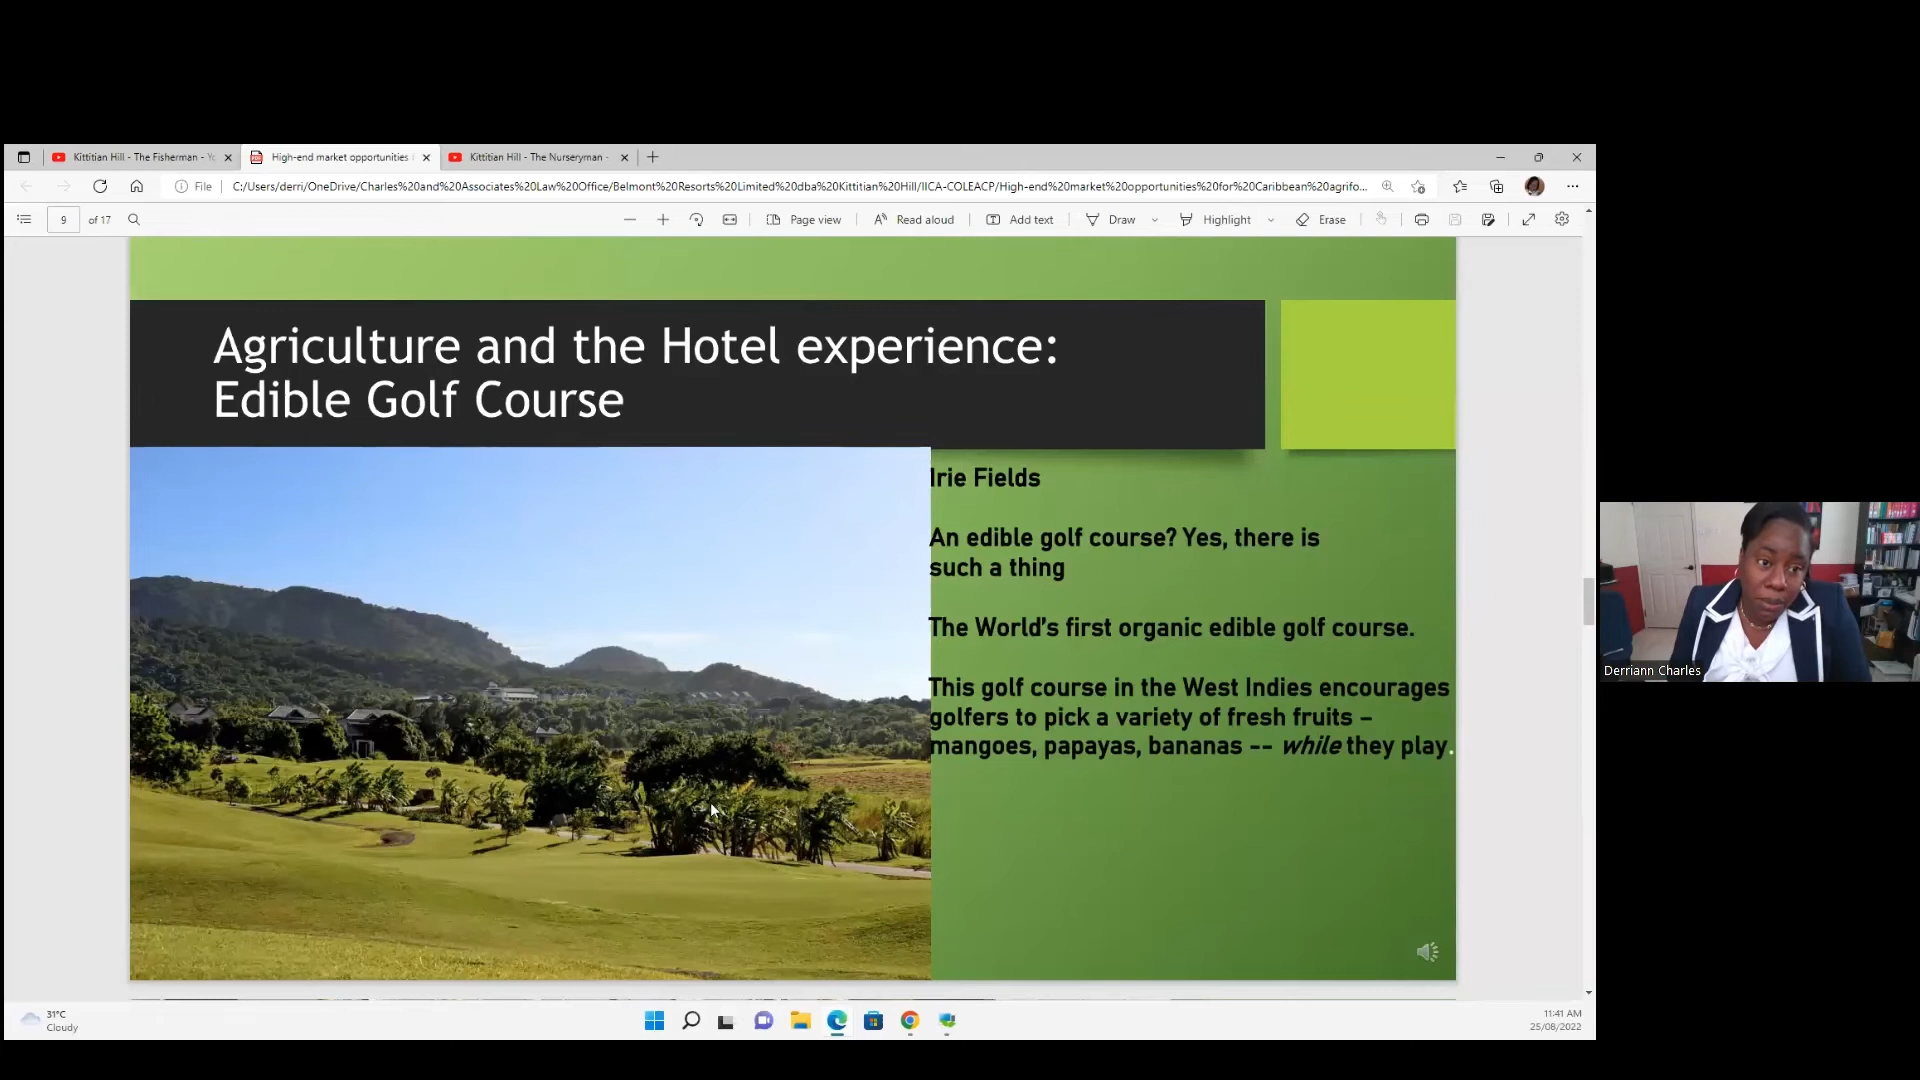 Kittitian Hill - The Fisherman - Yo
High-end market opportunities
Kittitian Hill - The Nurseryman -
File
C:/Users/derri/OneDrive/Charles%20and%20Associates%20Law%20Office/Belmont%20Resorts%20Limited%20dba%20Kittitian%20Hill/IICA-COLEACP/High-end%20market%20opportunities%20for%20Caribbean%20agrifo...
9 of 17
Page view
Read aloud
Add text
Draw
Highlight
Erase
Agriculture and the Hotel experience:
Edible Golf Course
Irie Fields
An edible golf course? Yes, there is
such a thing
The World’s first organic edible golf course.
This golf course in the West Indies encourages
golfers to pick a variety of fresh fruits –
mangoes, papayas, bananas -- while they play.
Derriann Charles
31°C
Cloudy
11:41 AM
25/08/2022